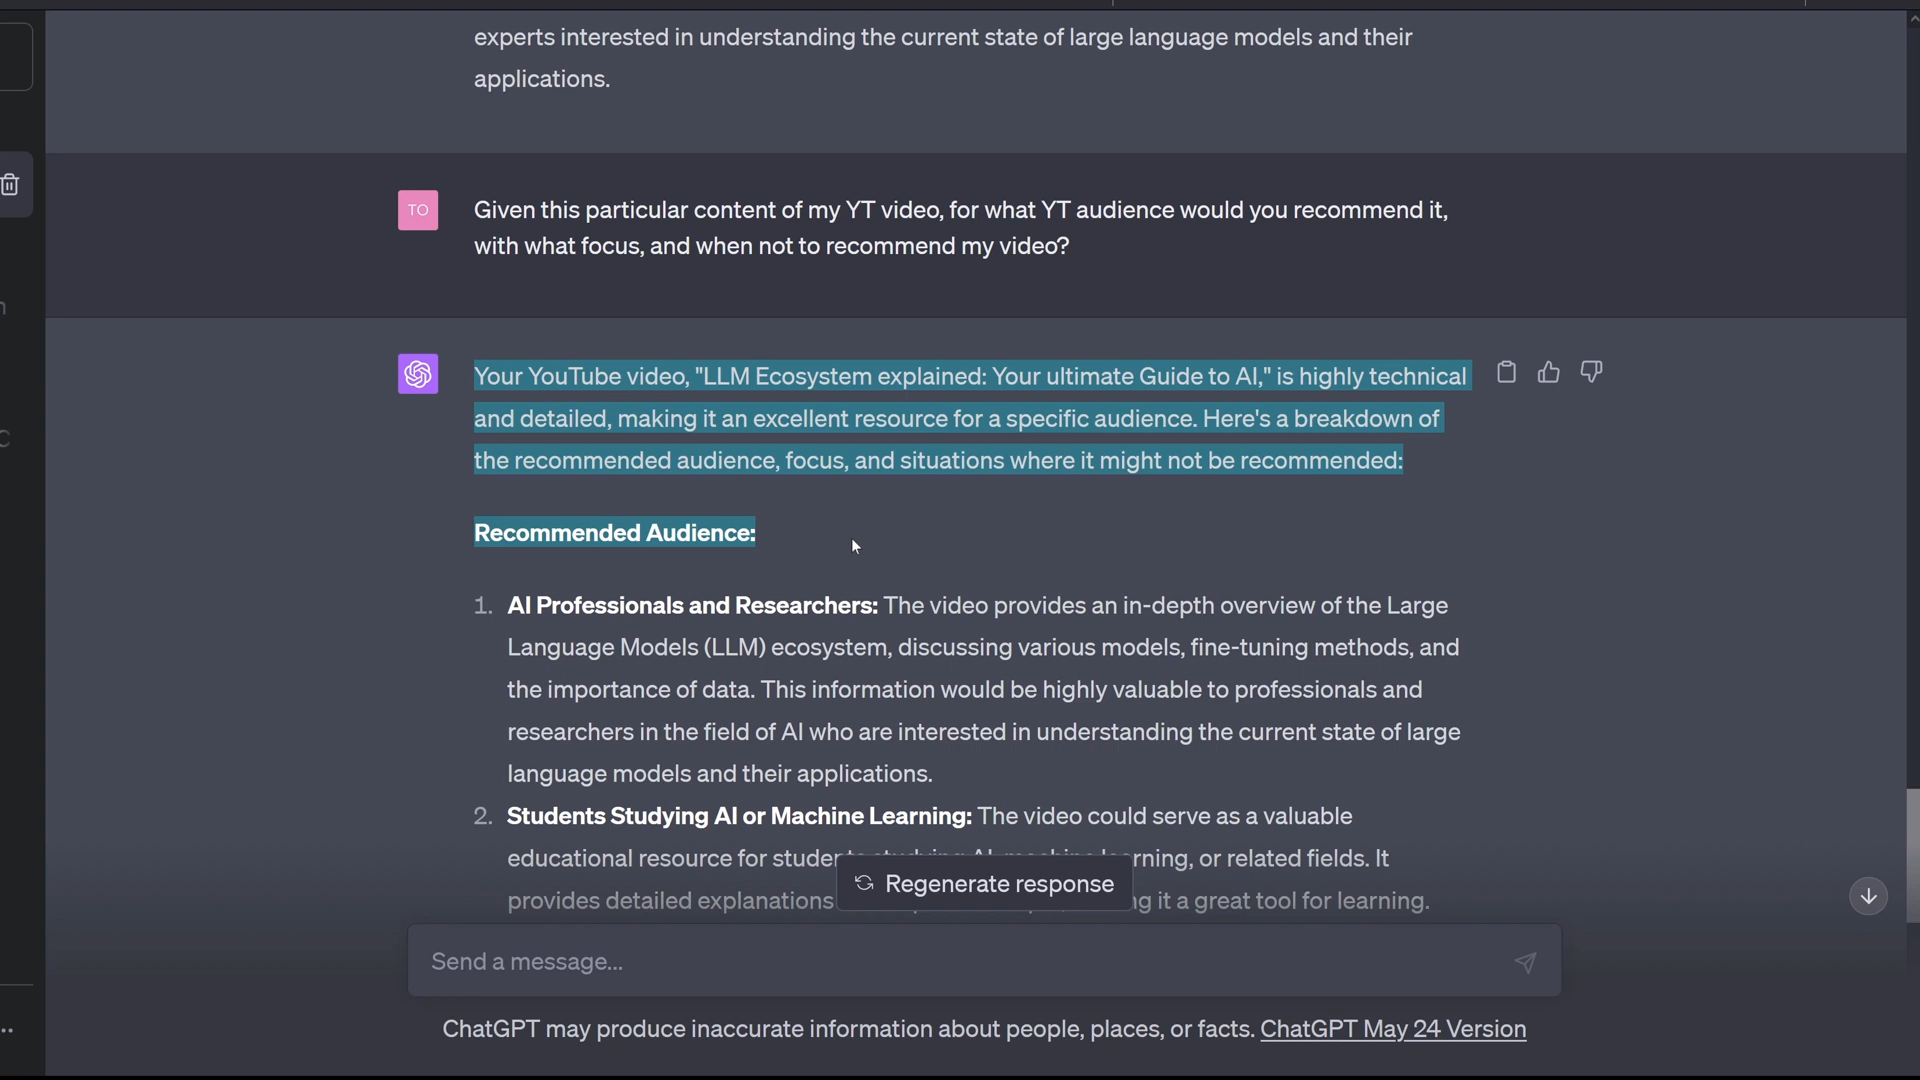 experts interested in understanding the current state of large language models and their
applications.
TO
Given this particular content of my YT video, for what YT audience would you recommend it,
with what focus, and when not to recommend my video?
Your YouTube video, "LLM Ecosystem explained: Your ultimate Guide to AI," is highly technical
and detailed, making it an excellent resource for a specific audience. Here's a breakdown of
the recommended audience, focus, and situations where it might not be recommended:
Recommended Audience:
1. AI Professionals and Researchers: The video provides an in-depth overview of the Large
Language Models (LLM) ecosystem, discussing various models, fine-tuning methods, and
the importance of data. This information would be highly valuable to professionals and
researchers in the field of AI who are interested in understanding the current state of large
language models and their applications.
2. Students Studying AI or Machine Learning: The video could serve as a valuable
educational resource for or related fields. It
provides detailed explanations it a great tool for learning.
Regenerate response
Send a message...
ChatGPT may produce inaccurate information about people, places, or facts. ChatGPT May 24 Version